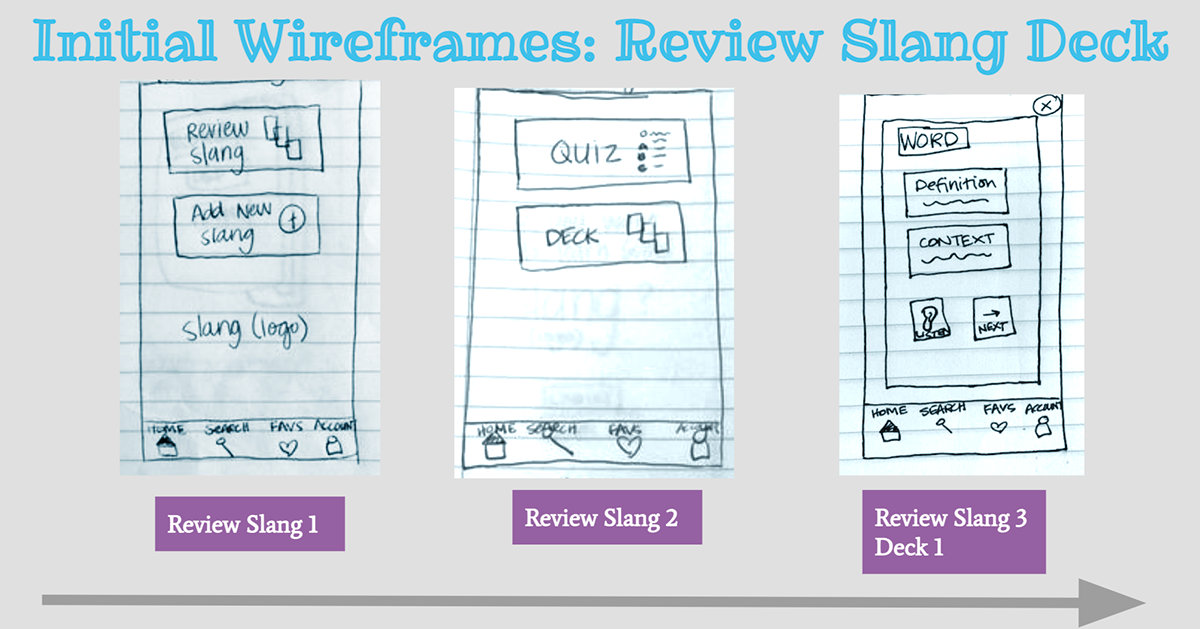 Initial Wireframes: Review Slang Deck
Review
slang
Add New
slang
slang (logo)
HOME SEARCH FAVS ACCOUNT
Review Slang 1
QUIZ
A
B
C
DECK
HOME SEARCH FAVS ACCOUNT
Review Slang 2
X
WORD
Definition
CONTEXT
LISTEN
NEXT
HOME SEARCH FAVS ACCOUNT
Review Slang 3
Deck 1